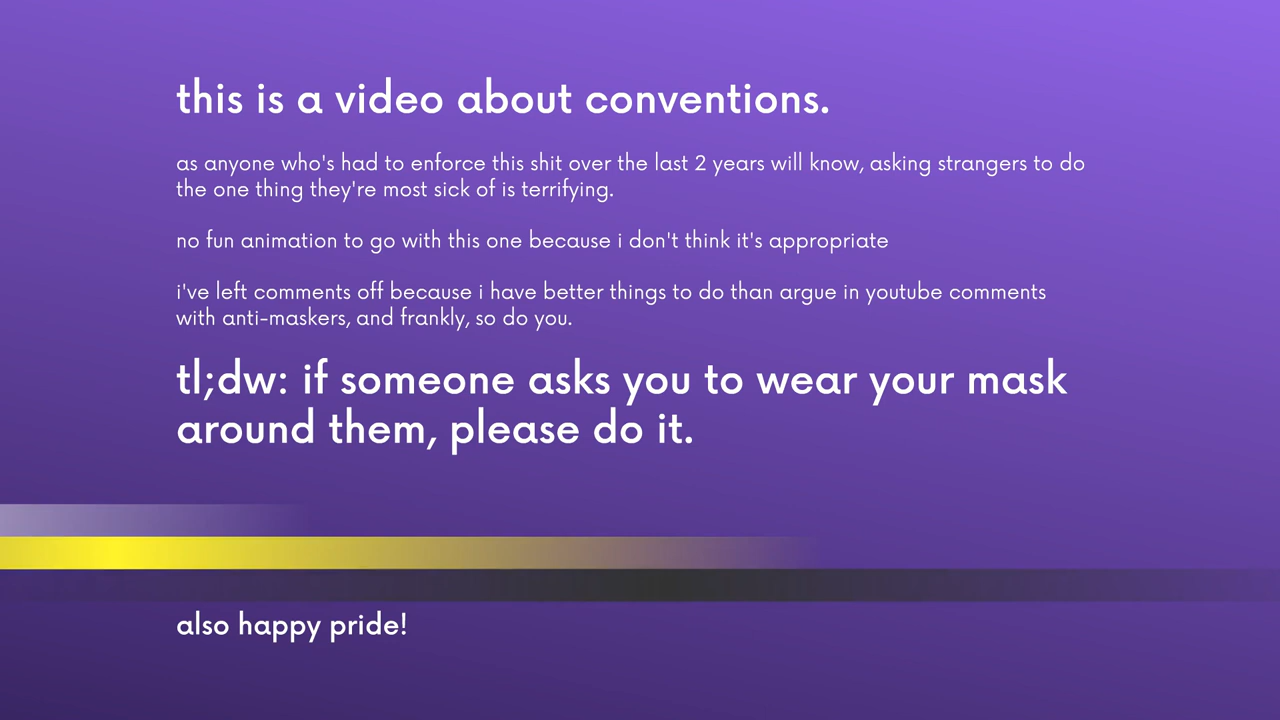 this is a video about conventions.
as anyone who's had to enforce this shit over the last 2 years will know, asking strangers to do
the one thing they're most sick of is terrifying.
no fun animation to go with this one because i don't think it's appropriate
i've left comments off because i have better things to do than argue in youtube comments
with anti-maskers, and frankly, so do you.
tl;dw: if someone asks you to wear your mask
around them, please do it.
also happy pride!